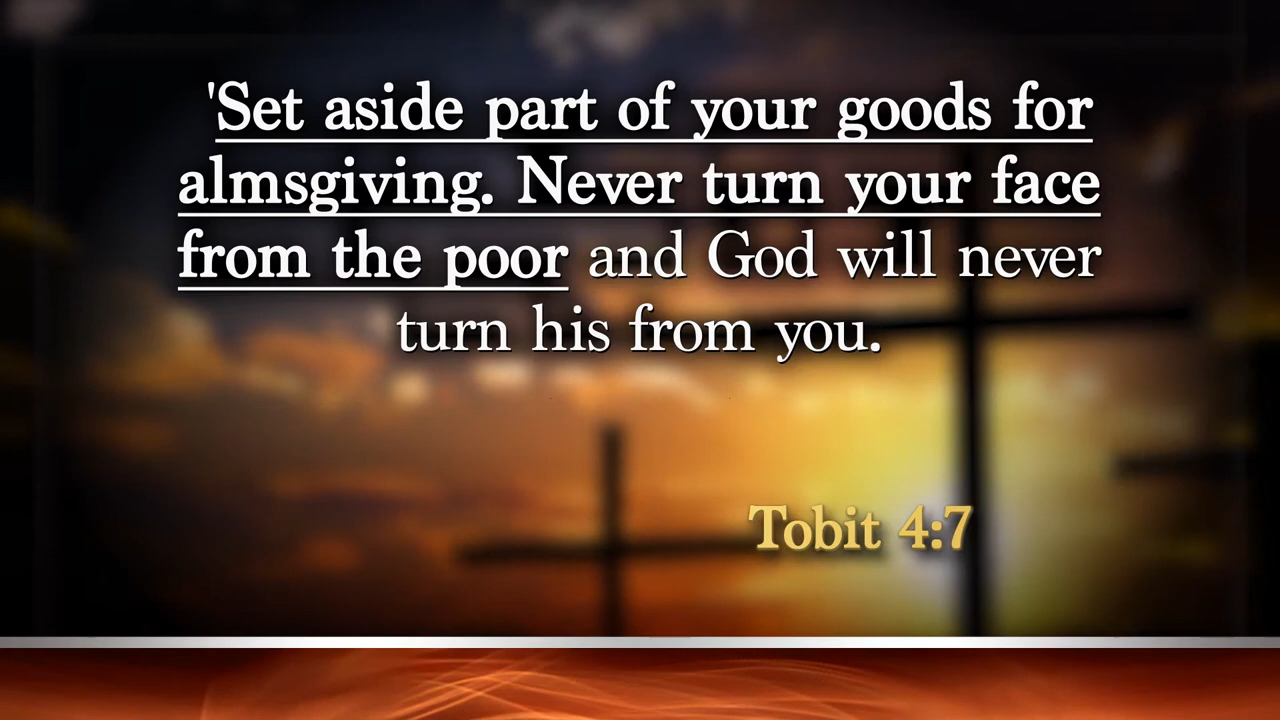 'Set aside part of your goods for
almsgiving. Never turn your face
from the poor and God will never
turn his from you.
Tobit 4:7